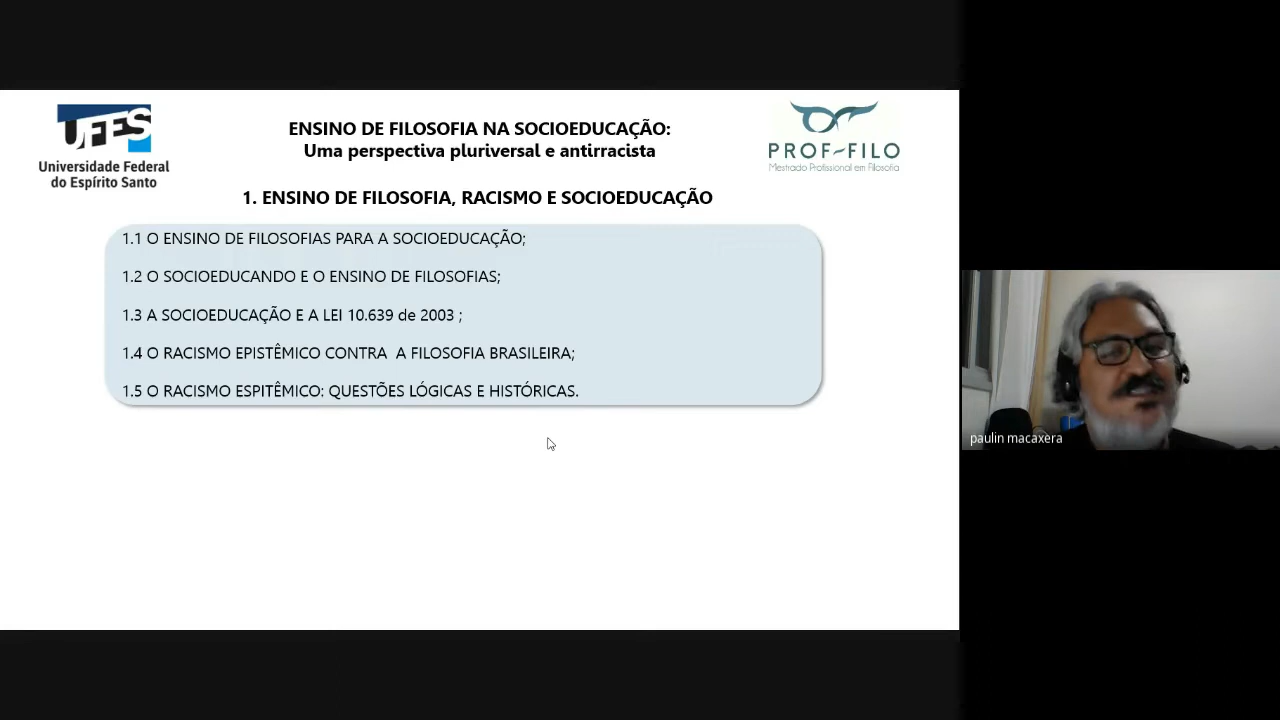 UFES
Universidade Federal
do Espírito Santo
ENSINO DE FILOSOFIA NA SOCIOEDUCAÇÃO:
Uma perspectiva pluriversal e antirracista
PROF-FILO
Mestrado Profissional em Filosofia
1. ENSINO DE FILOSOFIA, RACISMO E SOCIOEDUCAÇÃO
1.1 O ENSINO DE FILOSOFIAS PARA A SOCIOEDUCAÇÃO;
1.2 O SOCIOEDUCANDO E O ENSINO DE FILOSOFIAS;
1.3 A SOCIOEDUCAÇÃO E A LEI 10.639 de 2003 ;
1.4 O RACISMO EPISTÊMICO CONTRA A FILOSOFIA BRASILEIRA;
1.5 O RACISMO ESPITÊMICO: QUESTÕES LÓGICAS E HISTÓRICAS.
paulin macaxera